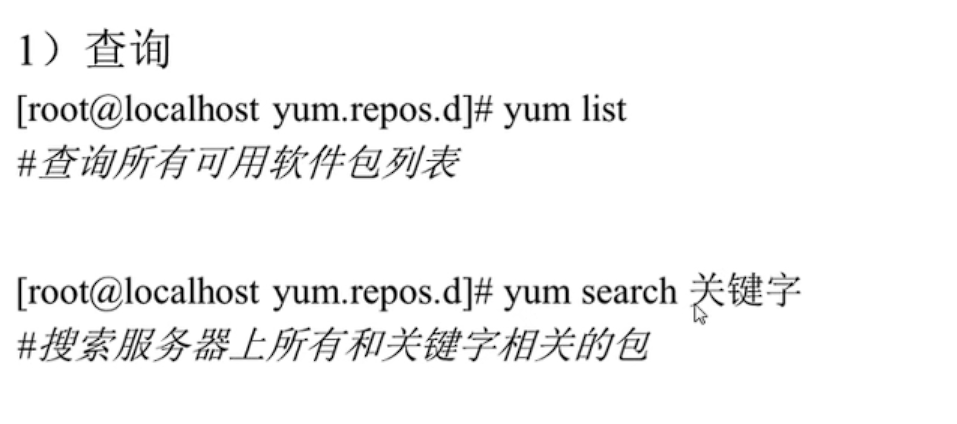 1）查询
[root@localhost yum.repos.d]# yum list
#查询所有可用软件包列表
[root@localhost yum.repos.d]# yum search 关键字
#搜索服务器上所有和关键字相关的包